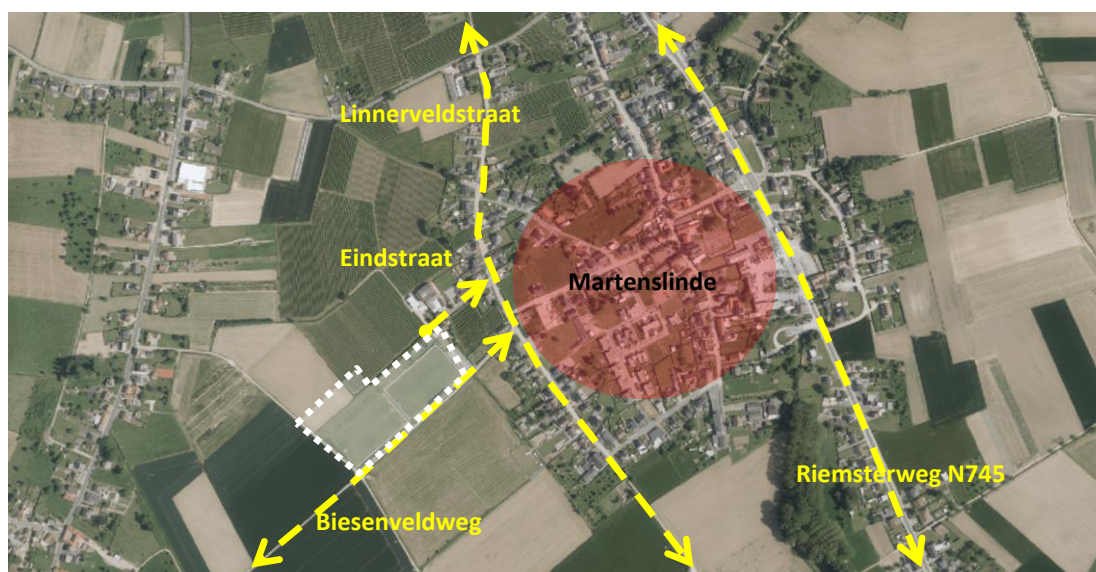 Linnerveldstraat
Eindstraat
Martenslinde
Riemsterweg N745
Biesenveldweg